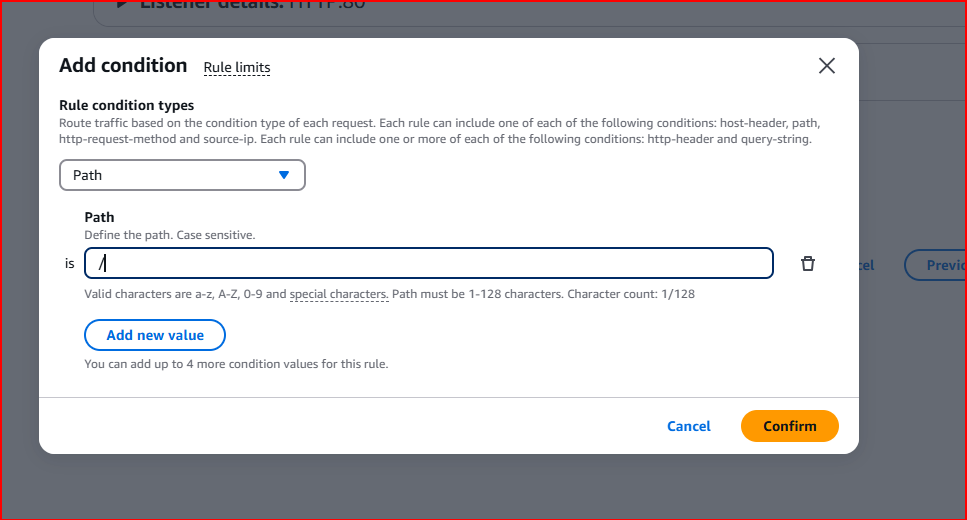 Listener details: HTTP:80
Add condition Rule limits
Rule condition types
Route traffic based on the condition type of each request. Each rule can include one of each of the following conditions: host-header, path,
http-request-method and source-ip. Each rule can include one or more of each of the following conditions: http-header and query-string.
Path
Path
Define the path. Case sensitive.
is /
Valid characters are a-z, A-Z, 0-9 and special characters. Path must be 1-128 characters. Character count: 1/128
Add new value
You can add up to 4 more condition values for this rule.
Cancel Confirm